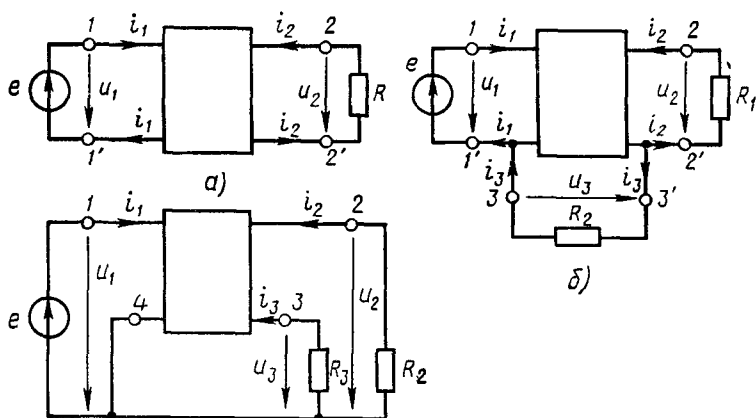 1 i₁ i₂ 2
e u₁ u₂ R
1' i₁ i₂ 2'
а)
1 i₁ i₂ 2
e u₁ u₂ R₁
1' i₁ i₂ 2'
i₃ u₃ i₃
3 3'
R₂
б)
1 i₁ i₂ 2
e u₁ 4 i₃ 3 u₂
u₃ R₃ R₂